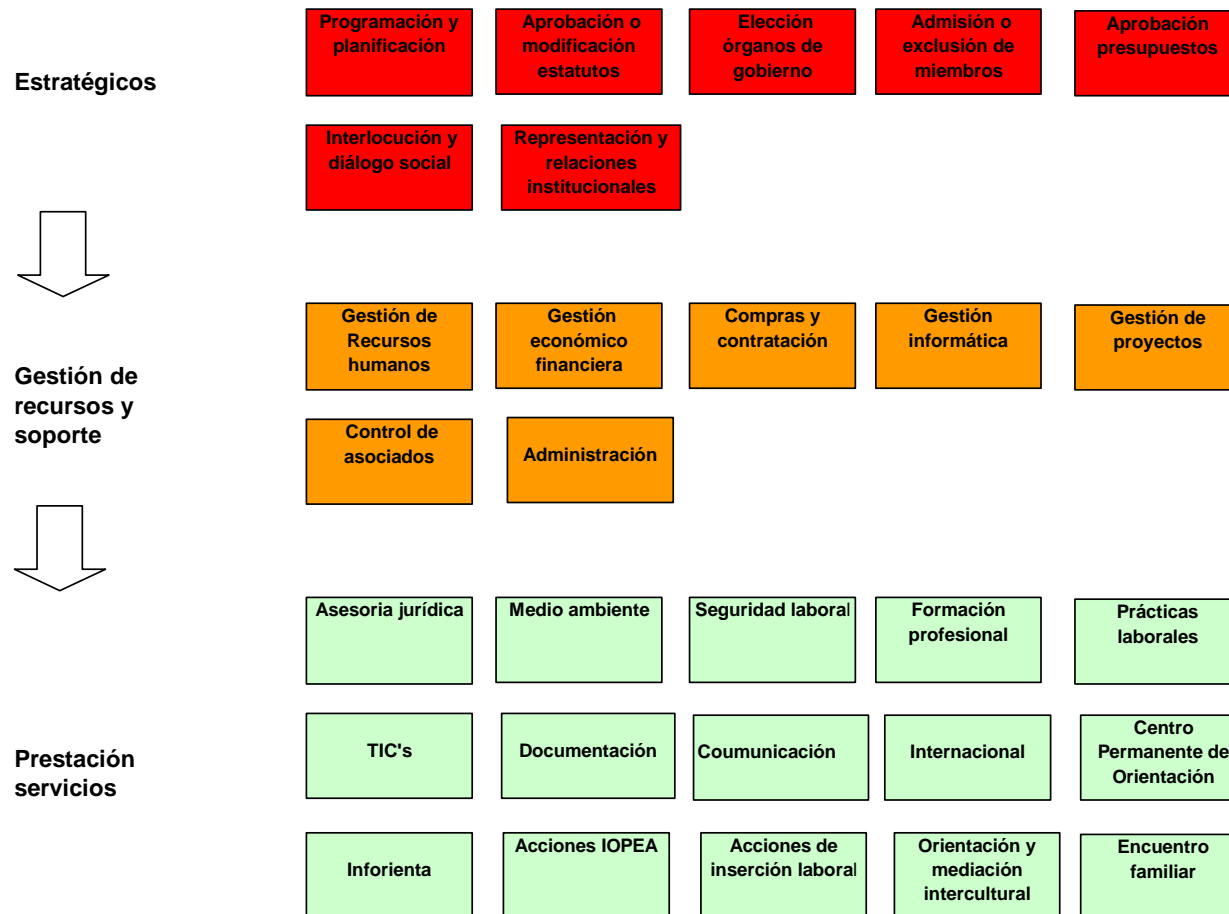 Estratégicos
Programación y
planificación
Aprobación o
modificación
estatutos
Elección
órganos de
gobierno
Admisión o
exclusión de
miembros
Aprobación
presupuestos
Interlocución y
diálogo social
Representación y
relaciones
institucionales
Gestión de
recursos y
soporte
Gestión de
Recursos
humanos
Gestión
económico
financiera
Compras y
contratación
Gestión
informática
Gestión de
proyectos
Control de
asociados
Administración
Prestación
servicios
Asesoria jurídica
Medio ambiente
Seguridad laboral
Formación
profesional
Prácticas
laborales
TIC's
Documentación
Coumunicación
Internacional
Centro
Permanente de
Orientación
Inforienta
Acciones IOPEA
Acciones de
inserción laboral
Orientación y
mediación
intercultural
Encuentro
familiar